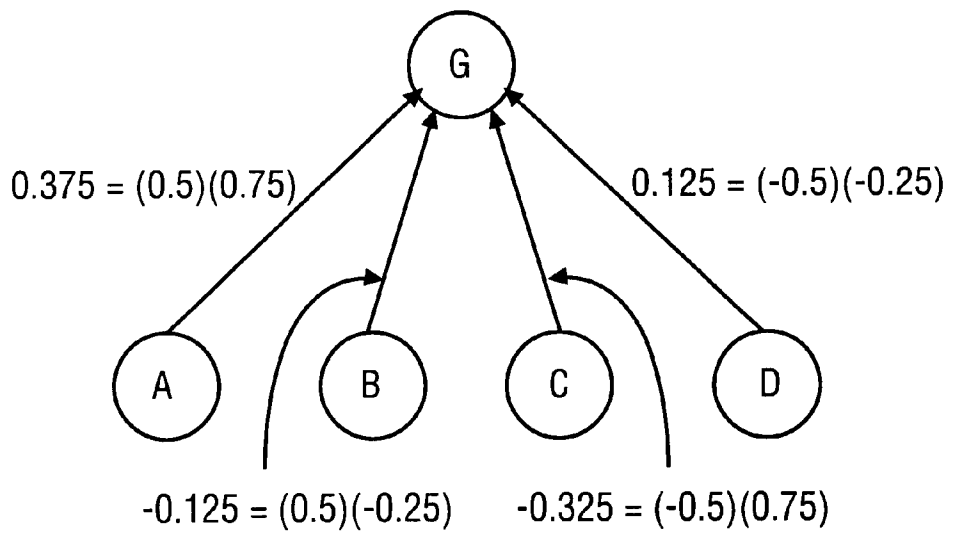 G
0.375 = (0.5)(0.75)
0.125 = (-0.5)(-0.25)
A
B
C
D
-0.125 = (0.5)(-0.25)
-0.325 = (-0.5)(0.75)